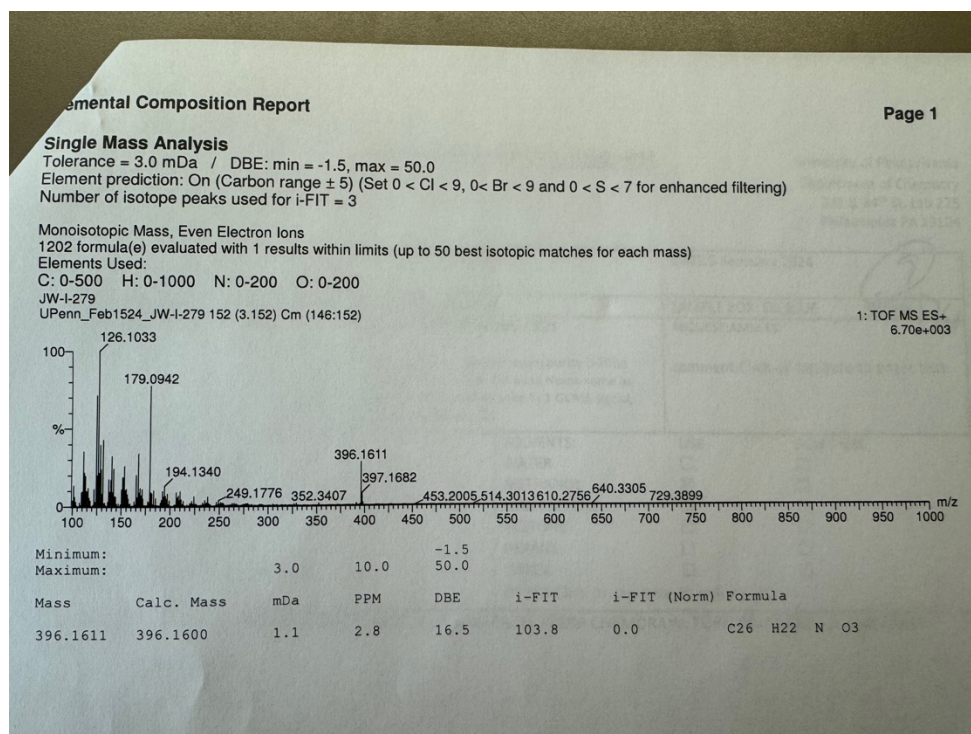 emental Composition Report
Page 1
Single Mass Analysis
Tolerance = 3.0 mDa / DBE: min = -1.5, max = 50.0
Element prediction: On (Carbon range ± 5) (Set 0 < Cl < 9, 0< Br < 9 and 0 < S < 7 for enhanced filtering)
Number of isotope peaks used for i-FIT = 3
Monoisotopic Mass, Even Electron Ions
1202 formula(e) evaluated with 1 results within limits (up to 50 best isotopic matches for each mass)
Elements Used:
C: 0-500 H: 0-1000 N: 0-200 O: 0-200
JW-I-279
UPenn_Feb1524_JW-I-279 152 (3.152) Cm (146:152)
1: TOF MS ES+
6.70e+003
126.1033
100
179.0942
%
396.1611
194.1340
397.1682
249.1776 352.3407 453.2005 514.3013 610.2756 640.3305 729.3899
0
m/z
100 150 200 250 300 350 400 450 500 550 600 650 700 750 800 850 900 950 1000
Minimum: -1.5
Maximum: 3.0 10.0 50.0
Mass Calc. Mass mDa PPM DBE i-FIT i-FIT (Norm) Formula
396.1611 396.1600 1.1 2.8 16.5 103.8 0.0 C26 H22 N O3